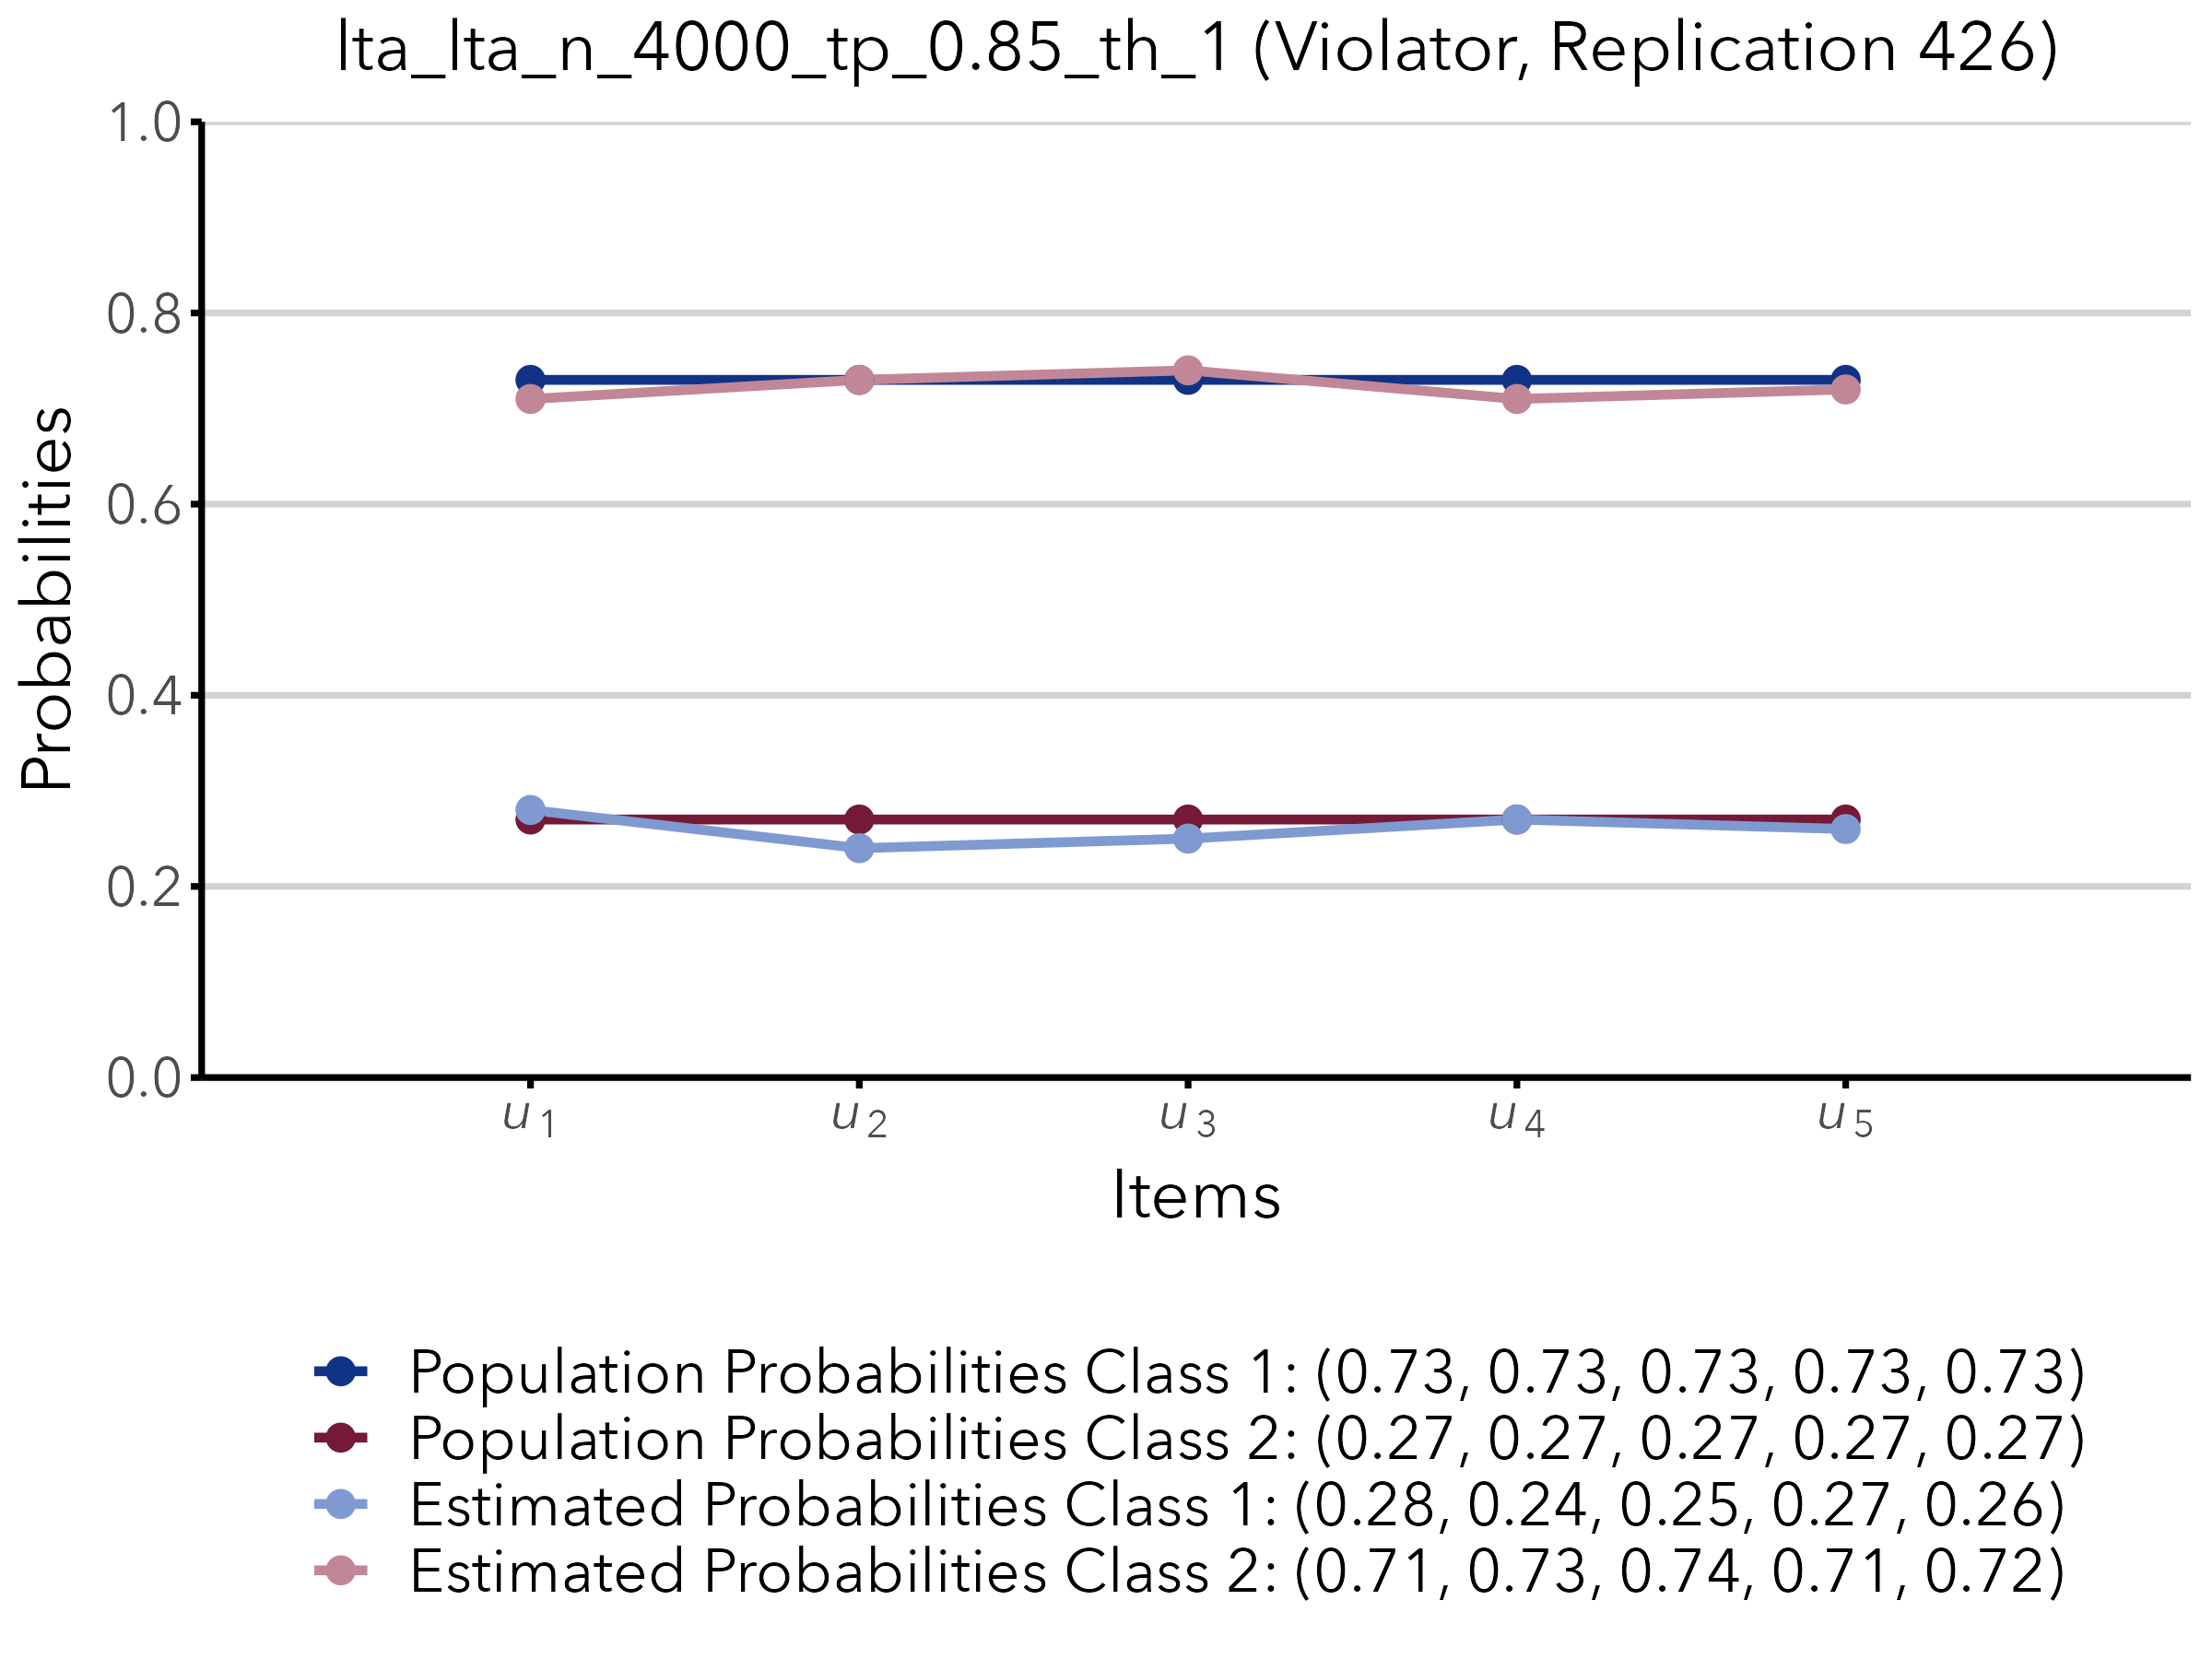 lta_lta_n_4000_tp_0.85_th_1 (Violator, Replication 426)
1.0
0.8
0.6
0.4
0.2
0.0
Probabilities
u1 u2 u3 u4 u5
Items
Population Probabilities Class 1: (0.73, 0.73, 0.73, 0.73, 0.73)
Population Probabilities Class 2: (0.27, 0.27, 0.27, 0.27, 0.27)
Estimated Probabilities Class 1: (0.28, 0.24, 0.25, 0.27, 0.26)
Estimated Probabilities Class 2: (0.71, 0.73, 0.74, 0.71, 0.72)